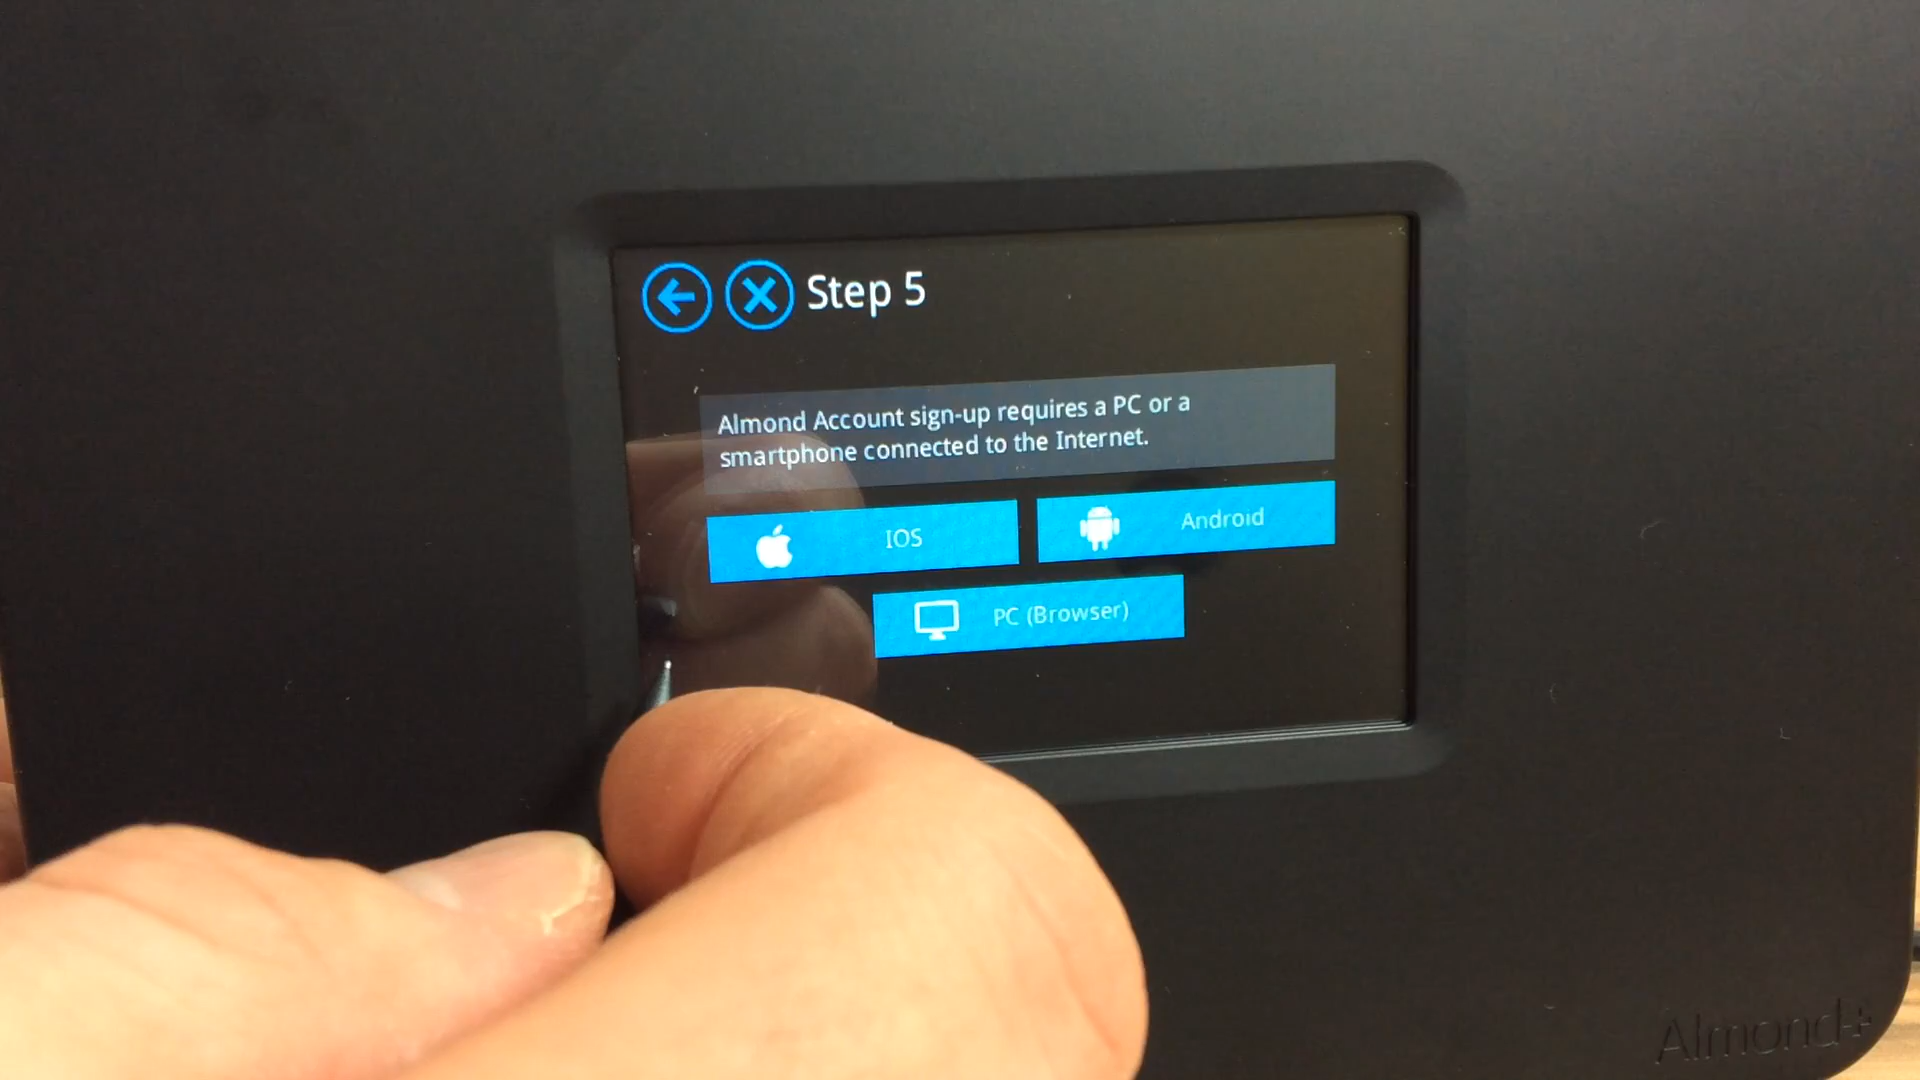 Step 5
Almond Account sign-up requires a PC or a
smartphone connected to the Internet.
IOS
Android
PC (Browser)
Almond+